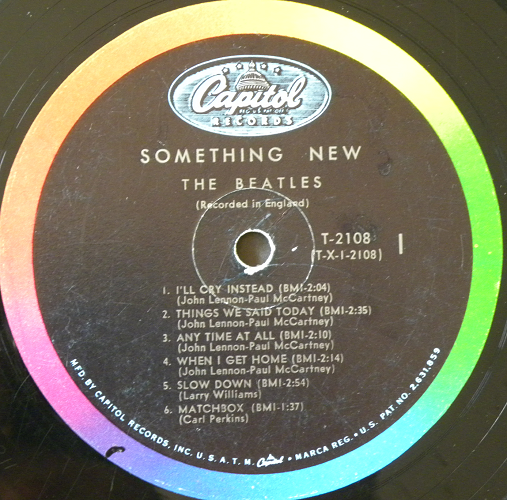 Capitol
RECORDS
SOMETHING NEW
THE BEATLES
(Recorded in England)
T-2108
(T-X-1-2108)
1
1. I'LL CRY INSTEAD (BMI-2:04)
(John Lennon-Paul McCartney)
2. THINGS WE SAID TODAY (BMI-2:35)
(John Lennon-Paul McCartney)
3. ANY TIME AT ALL (BMI-2:10)
(John Lennon-Paul McCartney)
4. WHEN I GET HOME (BMI-2:14)
(John Lennon-Paul McCartney)
5. SLOW DOWN (BMI-2:54)
(Larry Williams)
6. MATCHBOX (BMI-1:37)
(Carl Perkins)
MFD. BY CAPITOL RECORDS, INC. U. S. A. T. M. Capitol • MARCA REG. • U. S. PAT. NO. 2,631,859